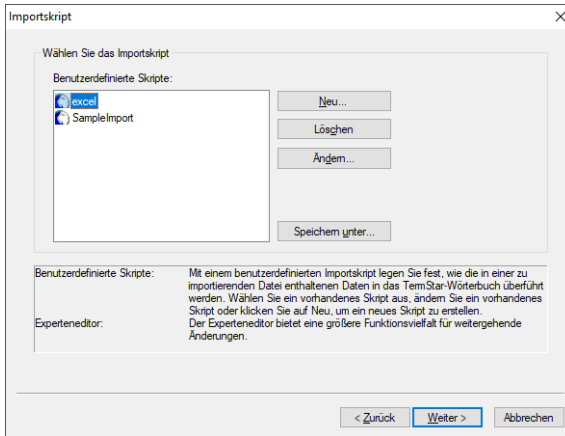 Importskript
Wählen Sie das Importskript
Benutzerdefinierte Skripte:
excel
SampleImport
Neu...
Löschen
Ändern...
Speichern unter...
Benutzerdefinierte Skripte: Mit einem benutzerdefinierten Importskript legen Sie fest, wie die in einer zu
importierenden Datei enthaltenen Daten in das TermStar-Wörterbuch überführt
werden. Wählen Sie ein vorhandenes Skript aus, ändern Sie ein vorhandenes
Skript oder klicken Sie auf Neu, um ein neues Skript zu erstellen.
Experteneditor: Der Experteneditor bietet eine größere Funktionsvielfalt für weitergehende
Änderungen.
< Zurück
Weiter >
Abbrechen